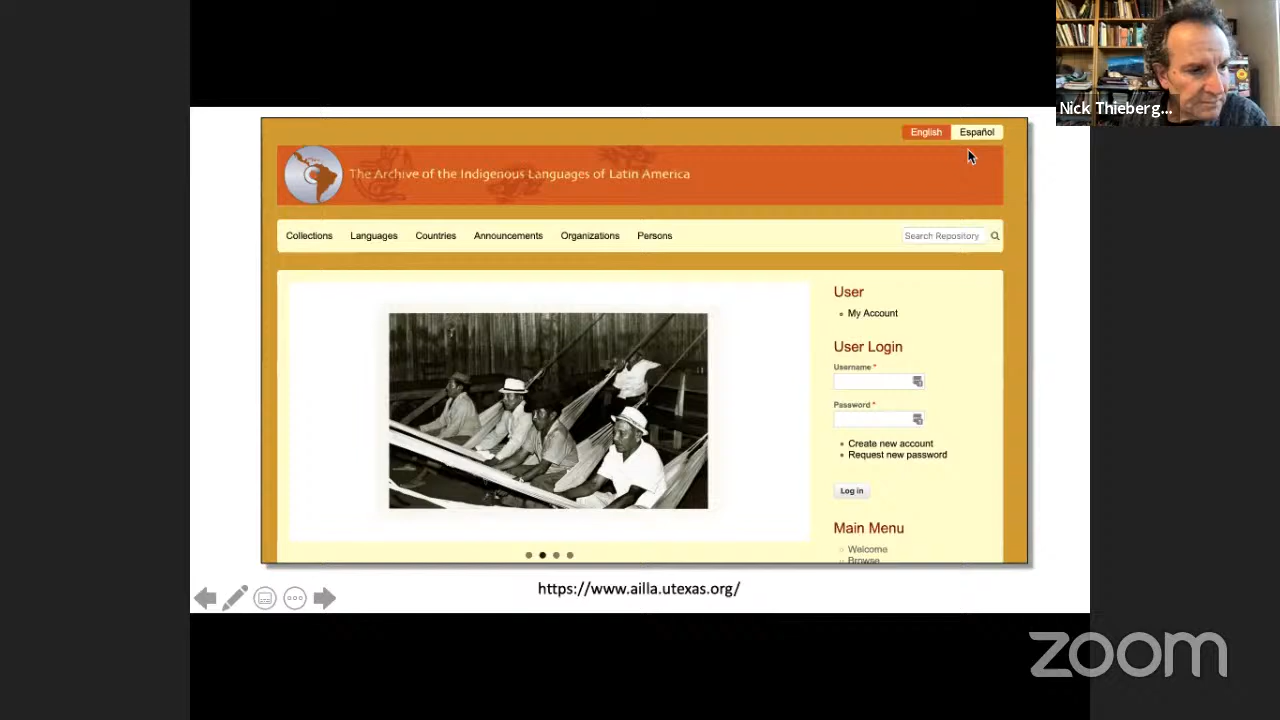 Nick Thieberg...
English Español
The Archive of the Indigenous Languages of Latin America
Collections Languages Countries Announcements Organizations Persons Search Repository
User
My Account
User Login
Username *
Password *
Create new account
Request new password
Log in
Main Menu
Welcome
Browse
https://www.ailla.utexas.org/
zoom